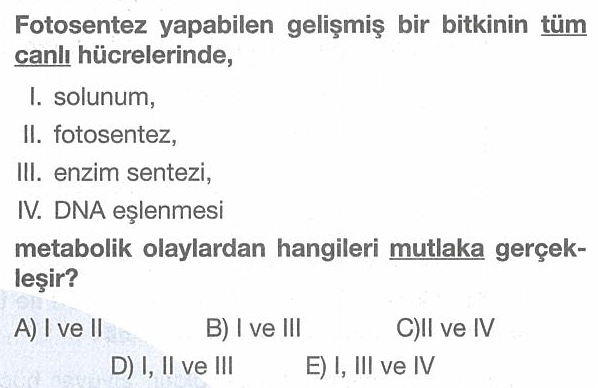 Fotosentez yapabilen gelişmiş bir bitkinin tüm
canlı hücrelerinde,
I. solunum,
II. fotosentez,
III. enzim sentezi,
IV. DNA eşlenmesi
metabolik olaylardan hangileri mutlaka gerçek-
leşir?
A) I ve II B) I ve III C)II ve IV
D) I, II ve III E) I, III ve IV